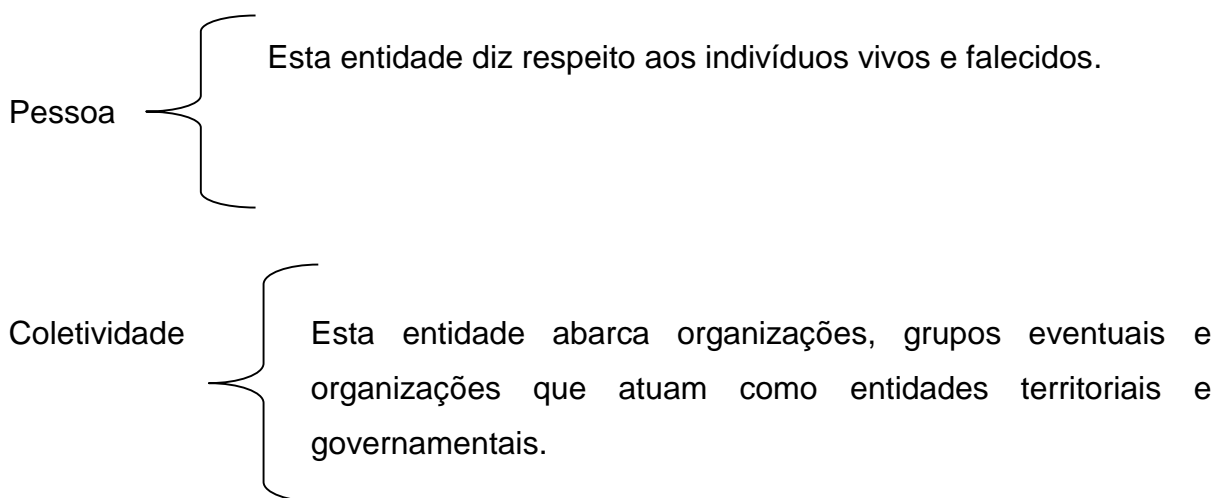 Esta entidade diz respeito aos indivíduos vivos e falecidos.
Pessoa
Coletividade
Esta entidade abarca organizações, grupos eventuais e
organizações que atuam como entidades territoriais e
governamentais.